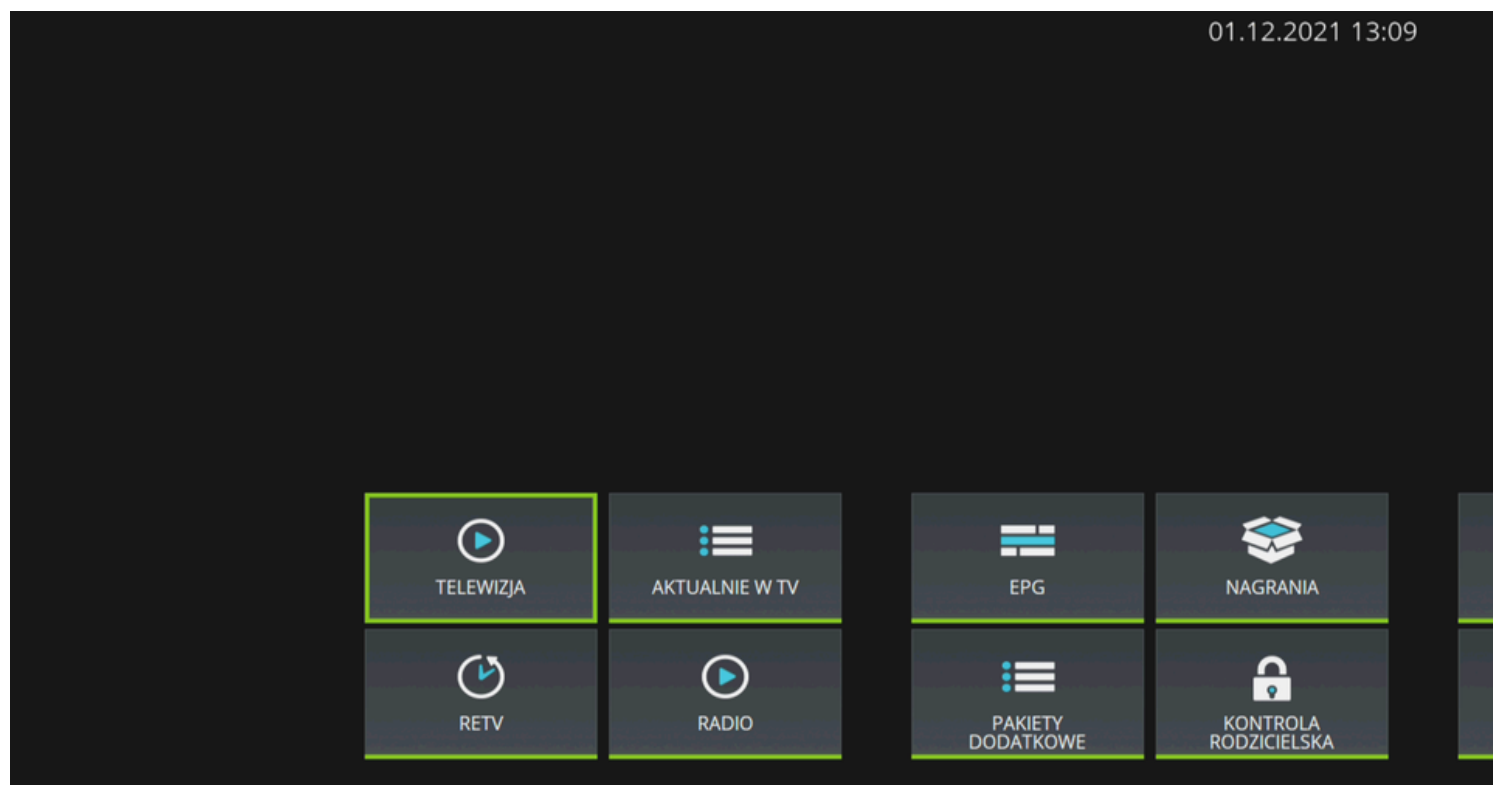 01.12.2021 13:09
TELEWIZJA
AKTUALNIE W TV
EPG
NAGRANIA
RETV
RADIO
PAKIETY
DODATKOWE
KONTROLA
RODZICIELSKA